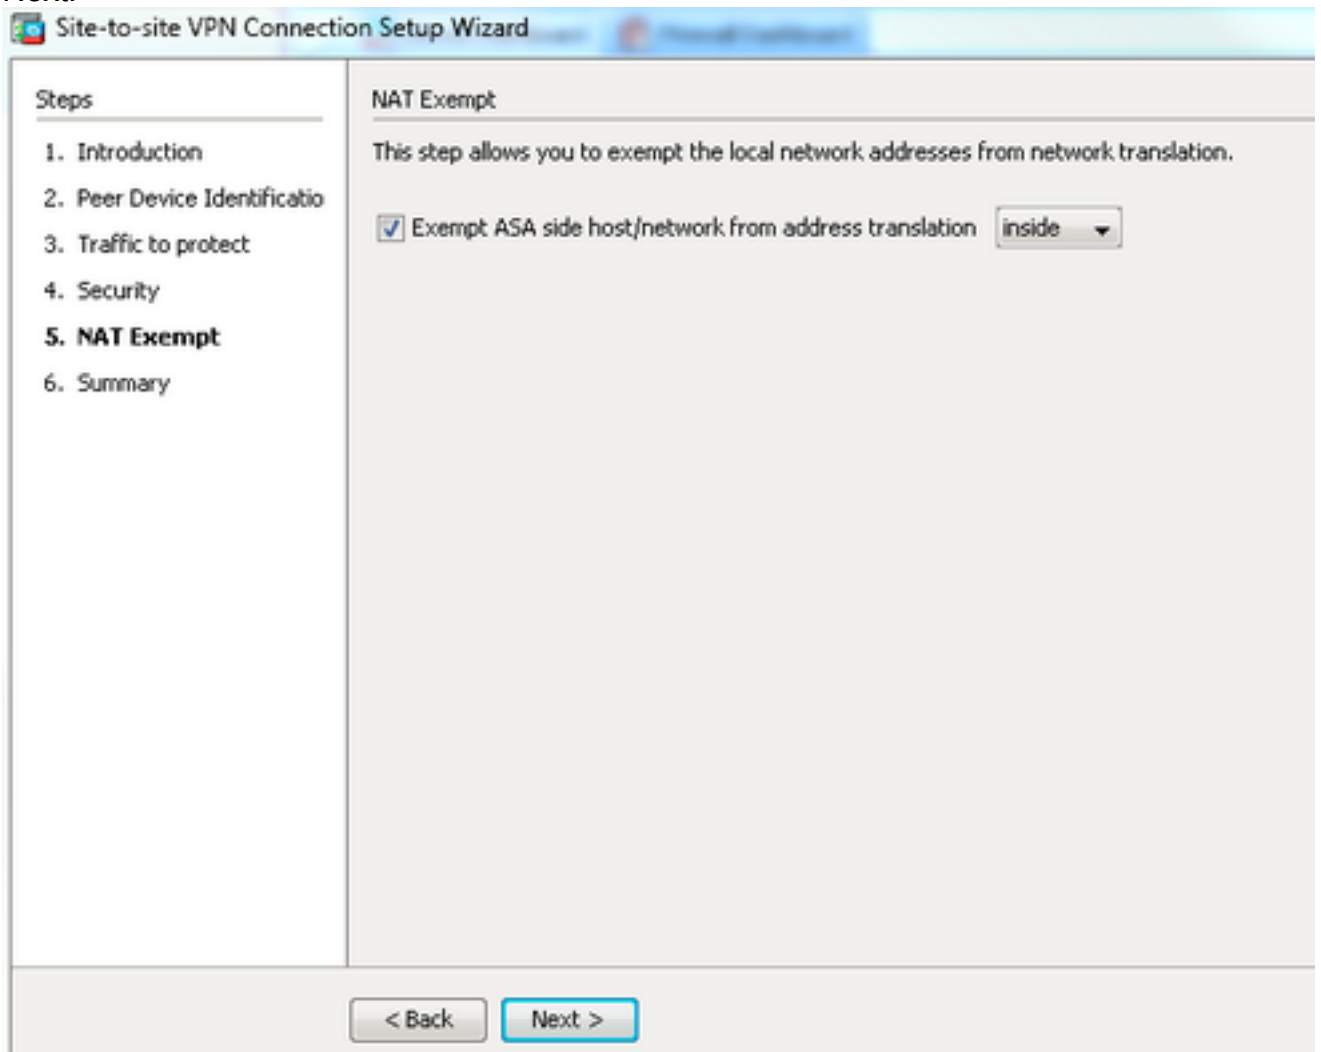 Site-to-site VPN Connection Setup Wizard
Steps
1. Introduction
2. Peer Device Identificatio
3. Traffic to protect
4. Security
5. NAT Exempt
6. Summary
NAT Exempt
This step allows you to exempt the local network addresses from network translation.
Exempt ASA side host/network from address translation inside
< Back Next >